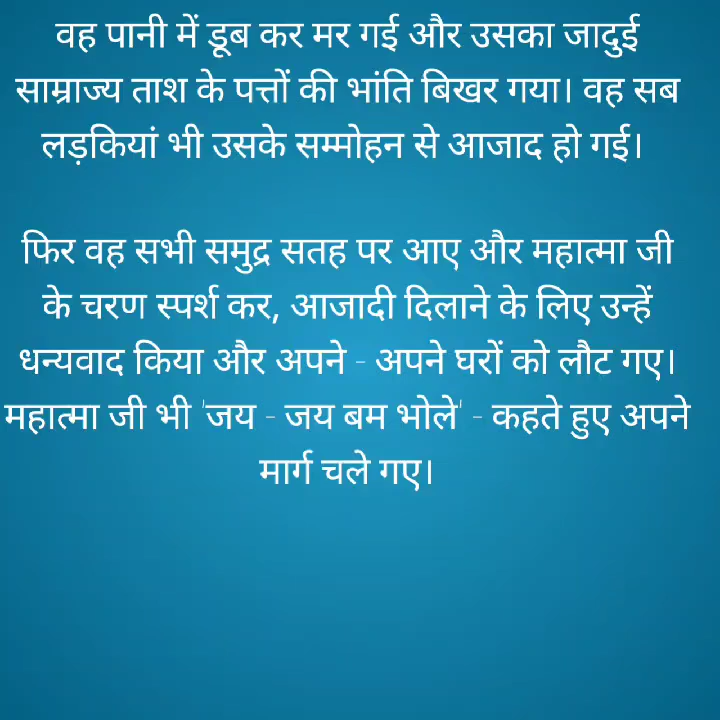 वह पानी में डूब कर मर गई और उसका जादुई
साम्राज्य ताश के पत्तों की भांति बिखर गया। वह सब
लड़कियां भी उसके सम्मोहन से आजाद हो गई।
फिर वह सभी समुद्र सतह पर आए और महात्मा जी
के चरण स्पर्श कर, आजादी दिलाने के लिए उन्हें
धन्यवाद किया और अपने - अपने घरों को लौट गए।
महात्मा जी भी 'जय - जय बम भोले' - कहते हुए अपने
मार्ग चले गए।